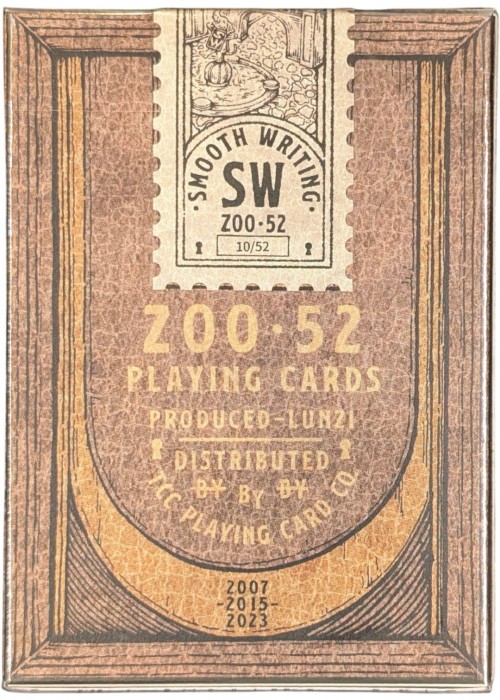 SMOOTH WRITING
SW
ZOO·52
10/52
ZOO·52
PLAYING CARDS
PRODUCED-LUNZI
DISTRIBUTED
BY BY BY
TCC PLAYING CARD CO.
2007
-2015-
2023